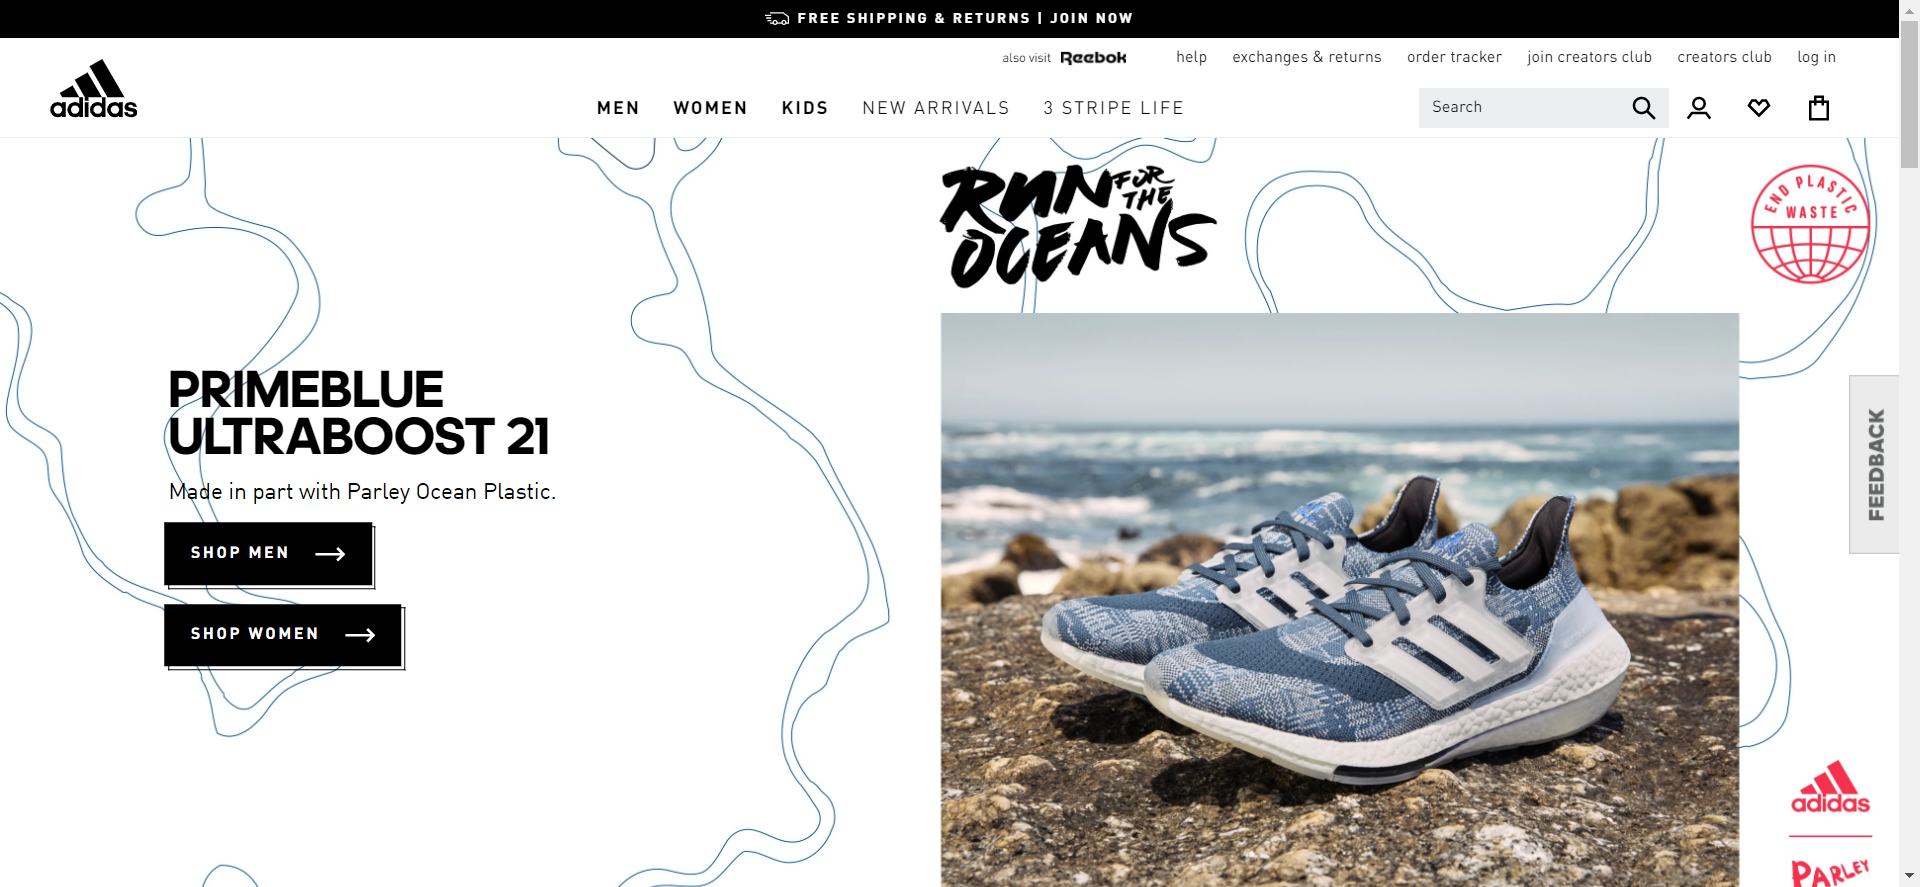 FREE SHIPPING & RETURNS | JOIN NOW
also visit Reebok help exchanges & returns order tracker join creators club creators club log in
adidas
MEN WOMEN KIDS NEW ARRIVALS 3 STRIPE LIFE
Search
RUN FOR THE OCEANS
END PLASTIC
WASTE
PRIMEBLUE
ULTRABOOST 21
Made in part with Parley Ocean Plastic.
SHOP MEN
SHOP WOMEN
FEEDBACK
adidas
PARLEY